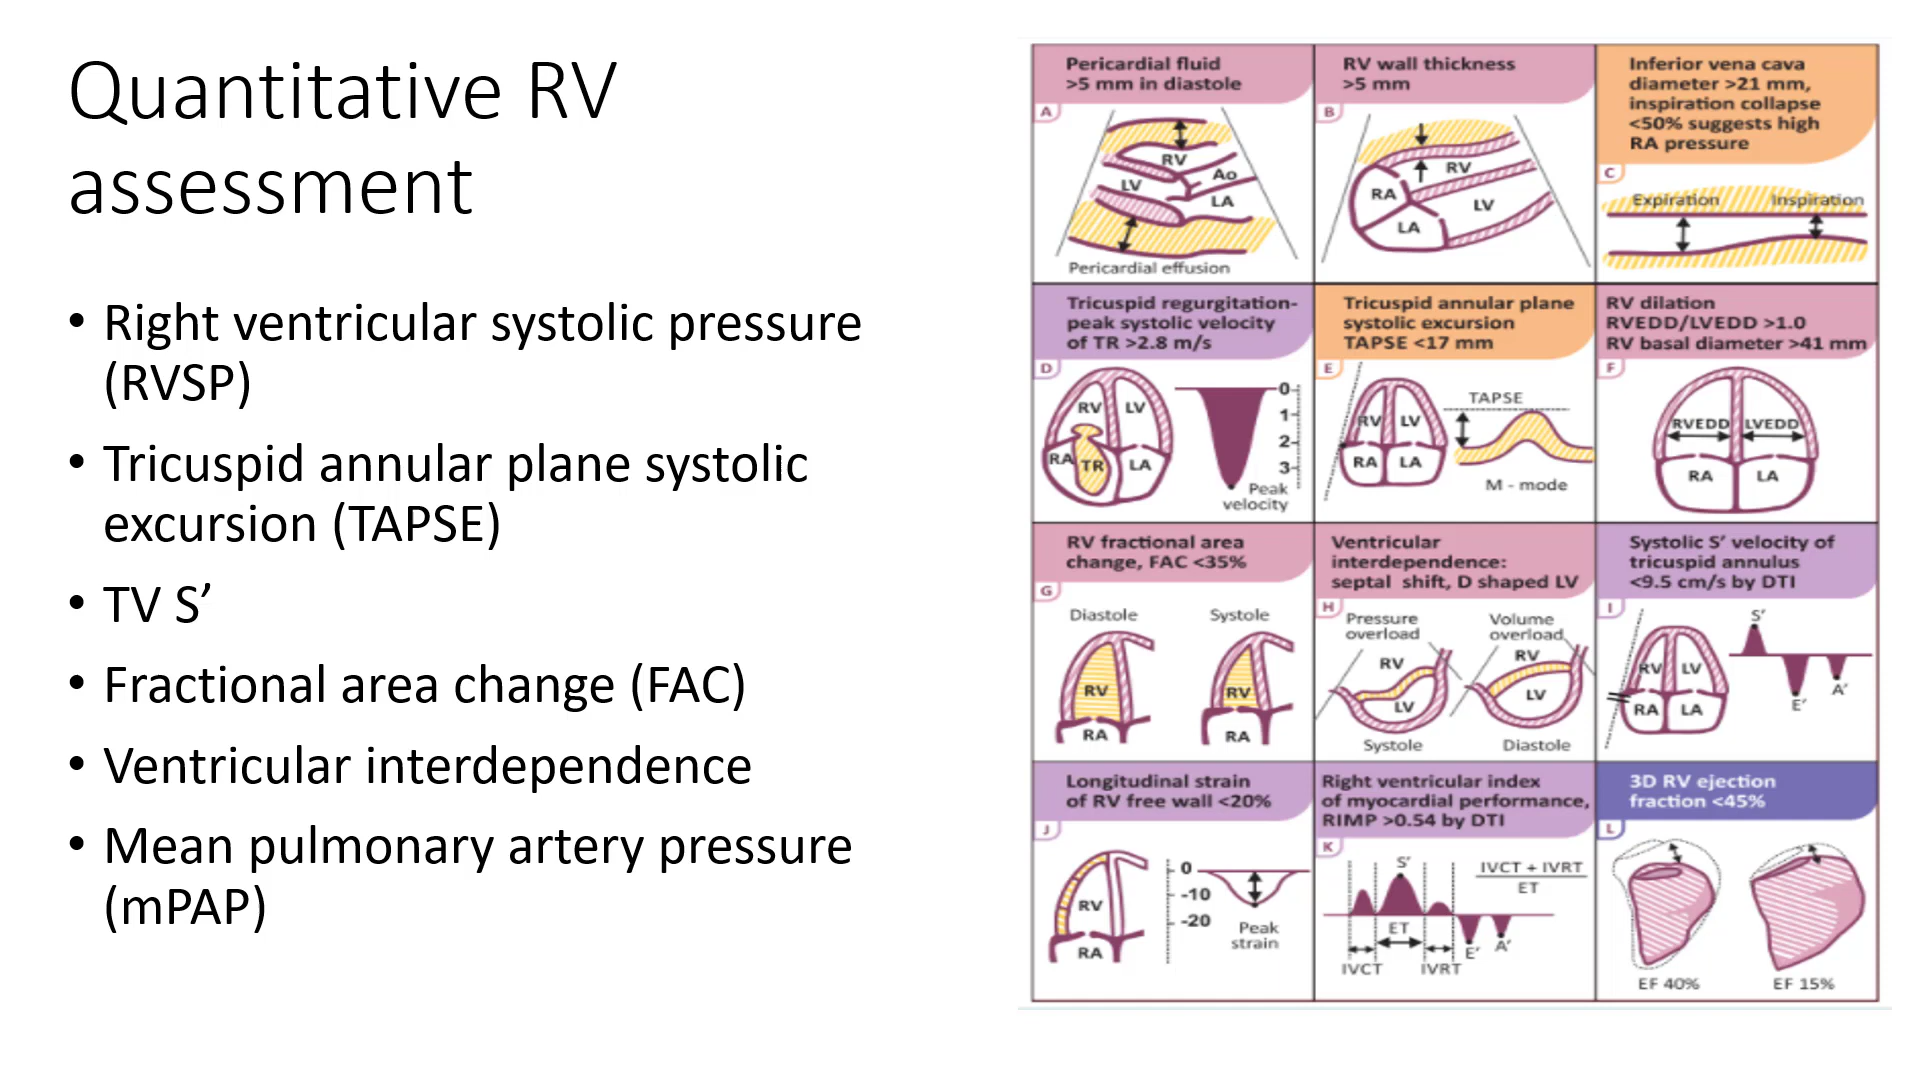 Quantitative RV
assessment
• Right ventricular systolic pressure
(RVSP)
• Tricuspid annular plane systolic
excursion (TAPSE)
• TV S’
• Fractional area change (FAC)
• Ventricular interdependence
• Mean pulmonary artery pressure
(mPAP)
Pericardial fluid
>5 mm in diastole
A
RV
Ao
LV
LA
Pericardial effusion
RV wall thickness
>5 mm
B
RV
RA
LV
LA
Inferior vena cava
diameter >21 mm,
inspiration collapse
<50% suggests high
RA pressure
C
Expiration Inspiration
Tricuspid regurgitation-
peak systolic velocity
of TR >2.8 m/s
D
RV LV
RA TR LA
0
1
2
3
Peak
velocity
Tricuspid annular plane
systolic excursion
TAPSE <17 mm
E
TAPSE
RV LV
RA LA
M - mode
RV dilation
RVEDD/LVEDD >1.0
RV basal diameter >41 mm
F
RVEDD LVEDD
RA LA
RV fractional area
change, FAC <35%
G
Diastole Systole
RV RV
RA RA
Ventricular
interdependence:
septal shift, D shaped LV
H
Pressure
overload
Volume
overload
RV RV
LV LV
Systole Diastole
Systolic S’ velocity of
tricuspid annulus
<9.5 cm/s by DTI
I
S’
RV LV
RA LA
E’ A’
Longitudinal strain
of RV free wall <20%
J
0
-10
-20
RV
RA
Peak
strain
Right ventricular index
of myocardial performance,
RIMP >0.54 by DTI
K
S’
IVCT + IVRT
ET
ET
E’ A’
IVCT IVRT
3D RV ejection
fraction <45%
L
EF 40% EF 15%